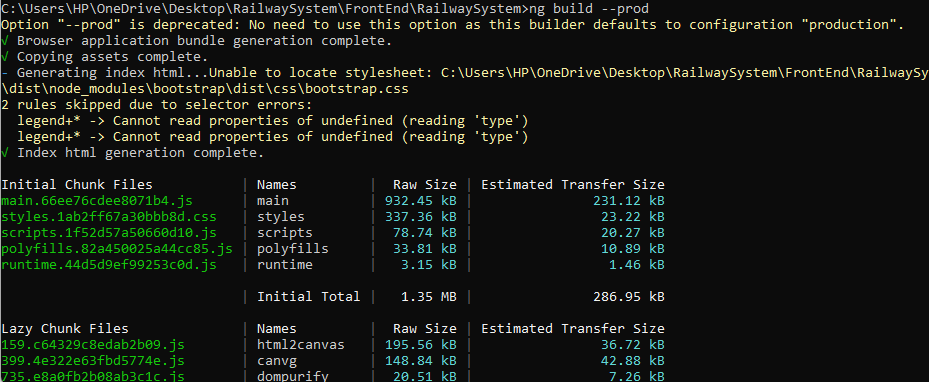 C:\Users\HP\OneDrive\Desktop\RailwaySystem\FrontEnd\RailwaySystem>ng build --prod
Option "--prod" is deprecated: No need to use this option as this builder defaults to configuration "production".
√ Browser application bundle generation complete.
√ Copying assets complete.
- Generating index html...Unable to locate stylesheet: C:\Users\HP\OneDrive\Desktop\RailwaySystem\FrontEnd\RailwaySy
\dist\node_modules\bootstrap\dist\css\bootstrap.css
2 rules skipped due to selector errors:
legend+* -> Cannot read properties of undefined (reading 'type')
legend+* -> Cannot read properties of undefined (reading 'type')
√ Index html generation complete.
Initial Chunk Files | Names | Raw Size | Estimated Transfer Size
main.66ee76cdee8071b4.js | main | 932.45 kB | 231.12 kB
styles.1ab2ff67a30bbb8d.css | styles | 337.36 kB | 23.22 kB
scripts.1f52d57a50660d10.js | scripts | 78.74 kB | 20.27 kB
polyfills.82a450025a44cc85.js | polyfills | 33.81 kB | 10.89 kB
runtime.44d5d9ef99253c0d.js | runtime | 3.15 kB | 1.46 kB
| Initial Total | 1.35 MB | 286.95 kB
Lazy Chunk Files | Names | Raw Size | Estimated Transfer Size
159.c64329c8edab2b09.js | html2canvas | 195.56 kB | 36.72 kB
399.4e322e63fbd5774e.js | canvg | 148.84 kB | 42.88 kB
735.e8a0fb2b08ab3c1c.js | dompurify | 20.51 kB | 7.26 kB